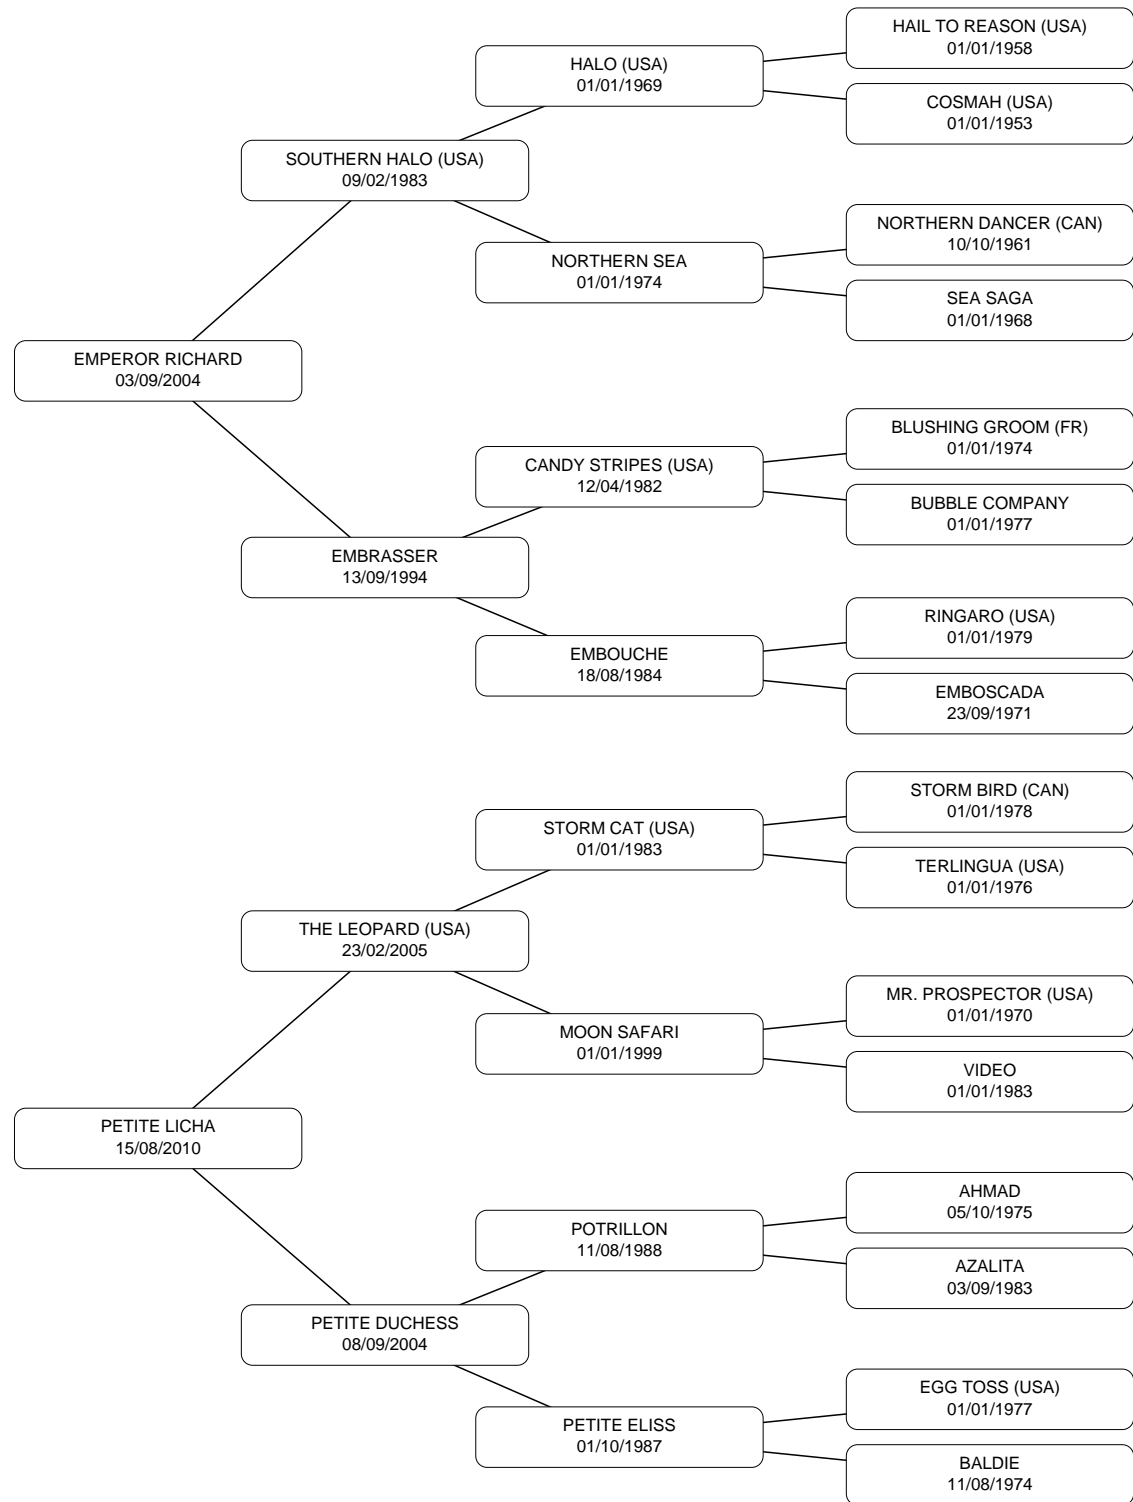 HAIL TO REASON (USA)
01/01/1958
HALO (USA)
01/01/1969
COSMAH (USA)
01/01/1953
SOUTHERN HALO (USA)
09/02/1983
NORTHERN DANCER (CAN)
10/10/1961
NORTHERN SEA
01/01/1974
SEA SAGA
01/01/1968
EMPEROR RICHARD
03/09/2004
BLUSHING GROOM (FR)
01/01/1974
CANDY STRIPES (USA)
12/04/1982
BUBBLE COMPANY
01/01/1977
EMBRASSER
13/09/1994
RINGARO (USA)
01/01/1979
EMBOUCHE
18/08/1984
EMBOSCADA
23/09/1971
STORM BIRD (CAN)
01/01/1978
STORM CAT (USA)
01/01/1983
TERLINGUA (USA)
01/01/1976
THE LEOPARD (USA)
23/02/2005
MR. PROSPECTOR (USA)
01/01/1970
MOON SAFARI
01/01/1999
VIDEO
01/01/1983
PETITE LICHA
15/08/2010
AHMAD
05/10/1975
POTRILLON
11/08/1988
AZALITA
03/09/1983
PETITE DUCHESS
08/09/2004
EGG TOSS (USA)
01/01/1977
PETITE ELISS
01/10/1987
BALDIE
11/08/1974